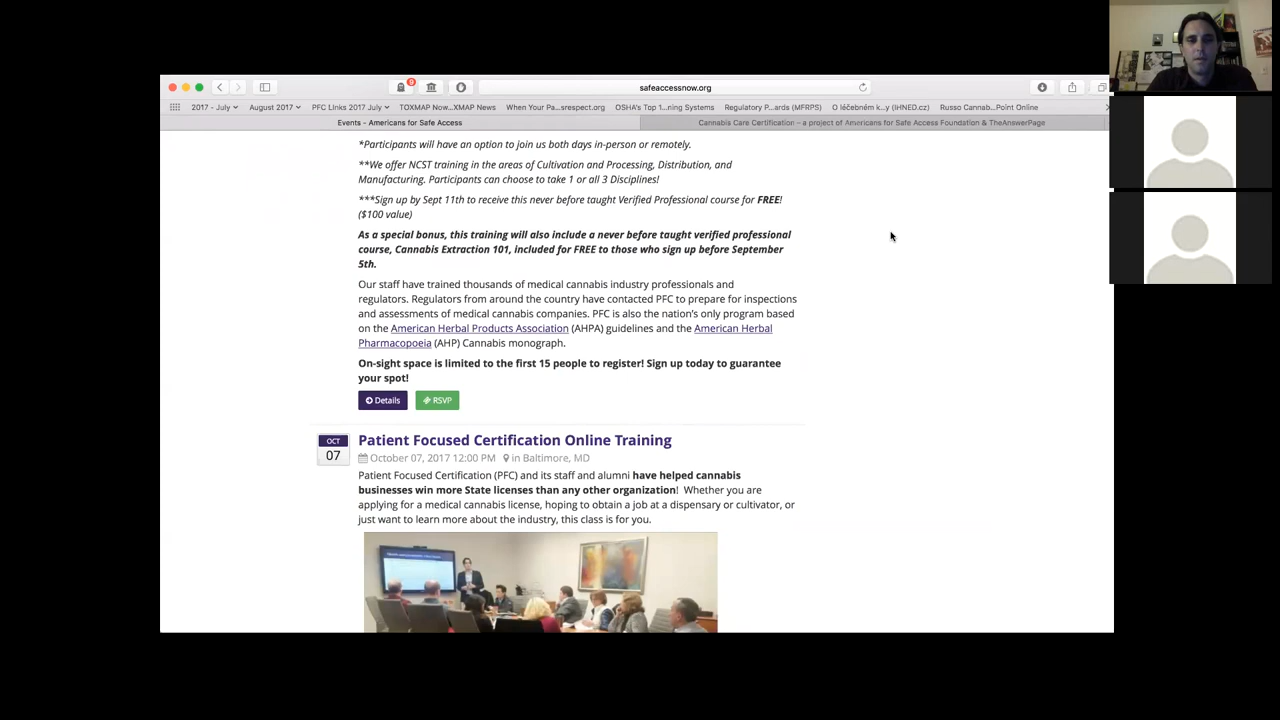 9
safeaccessnow.org
2017 - July
August 2017
PFC Links 2017 July
TOXMAP Now...XMAP News
When Your Pa...srespect.org
OSHA's Top 1...ning Systems
Regulatory P...ards (MFRPS)
O léčebném k...y (IHNED.cz)
Russo Cannab...Point Online
Events - Americans for Safe Access
Cannabis Care Certification – a project of Americans for Safe Access Foundation & TheAnswerPage
*Participants will have an option to join us both days in-person or remotely.
**We offer NCST training in the areas of Cultivation and Processing, Distribution, and
Manufacturing. Participants can choose to take 1 or all 3 Disciplines!
***Sign up by Sept 11th to receive this never before taught Verified Professional course for FREE!
($100 value)
As a special bonus, this training will also include a never before taught verified professional
course, Cannabis Extraction 101, included for FREE to those who sign up before September
5th.
Our staff have trained thousands of medical cannabis industry professionals and
regulators. Regulators from around the country have contacted PFC to prepare for inspections
and assessments of medical cannabis companies. PFC is also the nation's only program based
on the American Herbal Products Association (AHPA) guidelines and the American Herbal
Pharmacopoeia (AHP) Cannabis monograph.
On-sight space is limited to the first 15 people to register! Sign up today to guarantee
your spot!
Details
RSVP
OCT
07
Patient Focused Certification Online Training
October 07, 2017 12:00 PM in Baltimore, MD
Patient Focused Certification (PFC) and its staff and alumni have helped cannabis
businesses win more State licenses than any other organization! Whether you are
applying for a medical cannabis license, hoping to obtain a job at a dispensary or cultivator, or
just want to learn more about the industry, this class is for you.